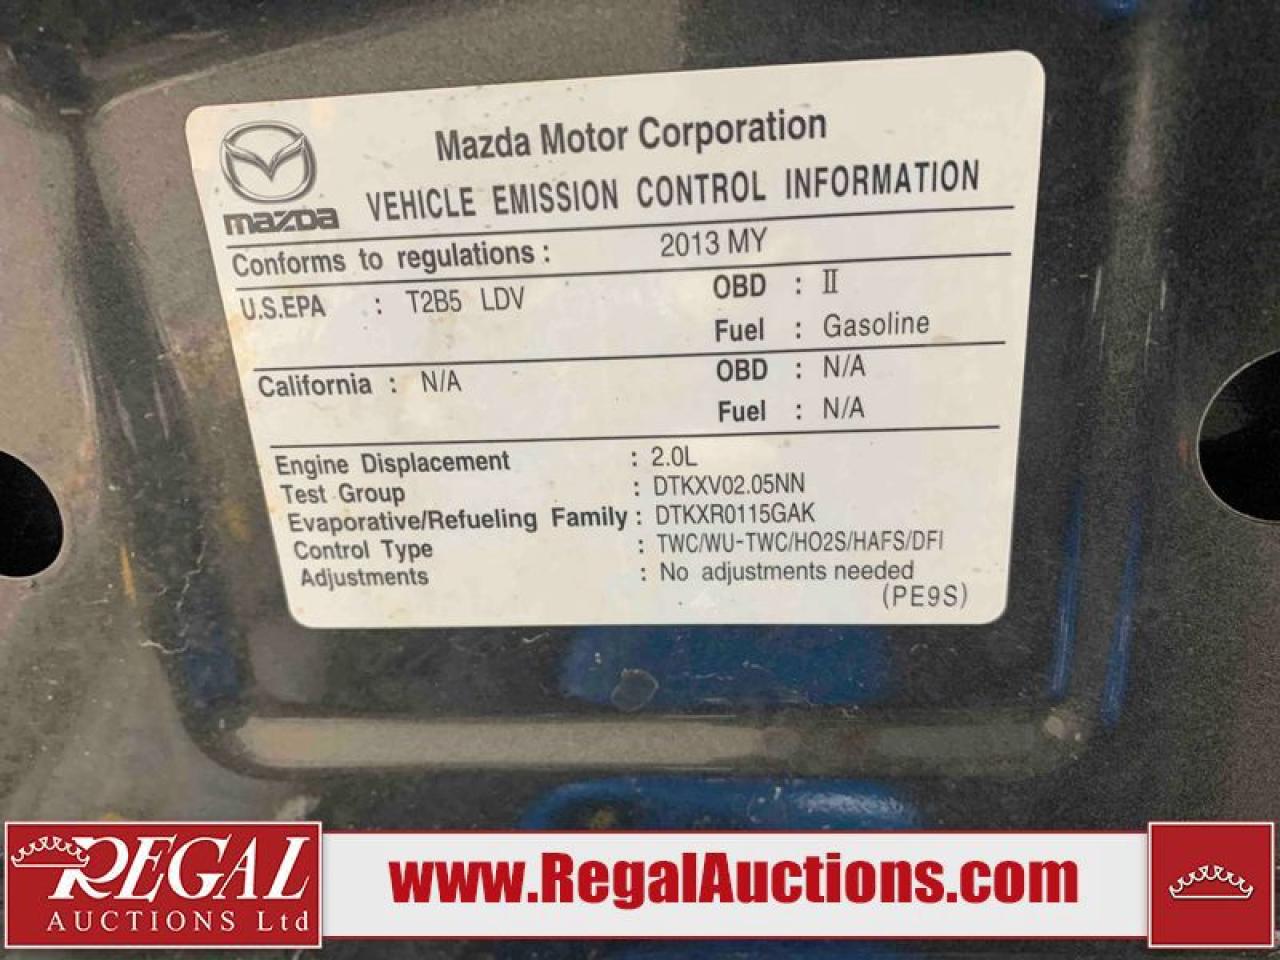 Mazda Motor Corporation
mazda
VEHICLE EMISSION CONTROL INFORMATION
Conforms to regulations : 2013 MY
U.S.EPA : T2B5 LDV OBD : II
Fuel : Gasoline
California : N/A OBD : N/A
Fuel : N/A
Engine Displacement : 2.0L
Test Group : DTKXV02.05NN
Evaporative/Refueling Family : DTKXR0115GAK
Control Type : TWC/WU-TWC/HO2S/HAFS/DFI
Adjustments : No adjustments needed
(PE9S)
REGAL
AUCTIONS Ltd
www.RegalAuctions.com